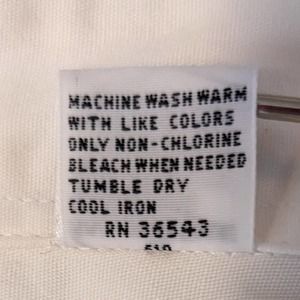 MACHINE WASH WARM
WITH LIKE COLORS
ONLY NON-CHLORINE
BLEACH WHEN NEEDED
TUMBLE DRY
COOL IRON
RN 36543